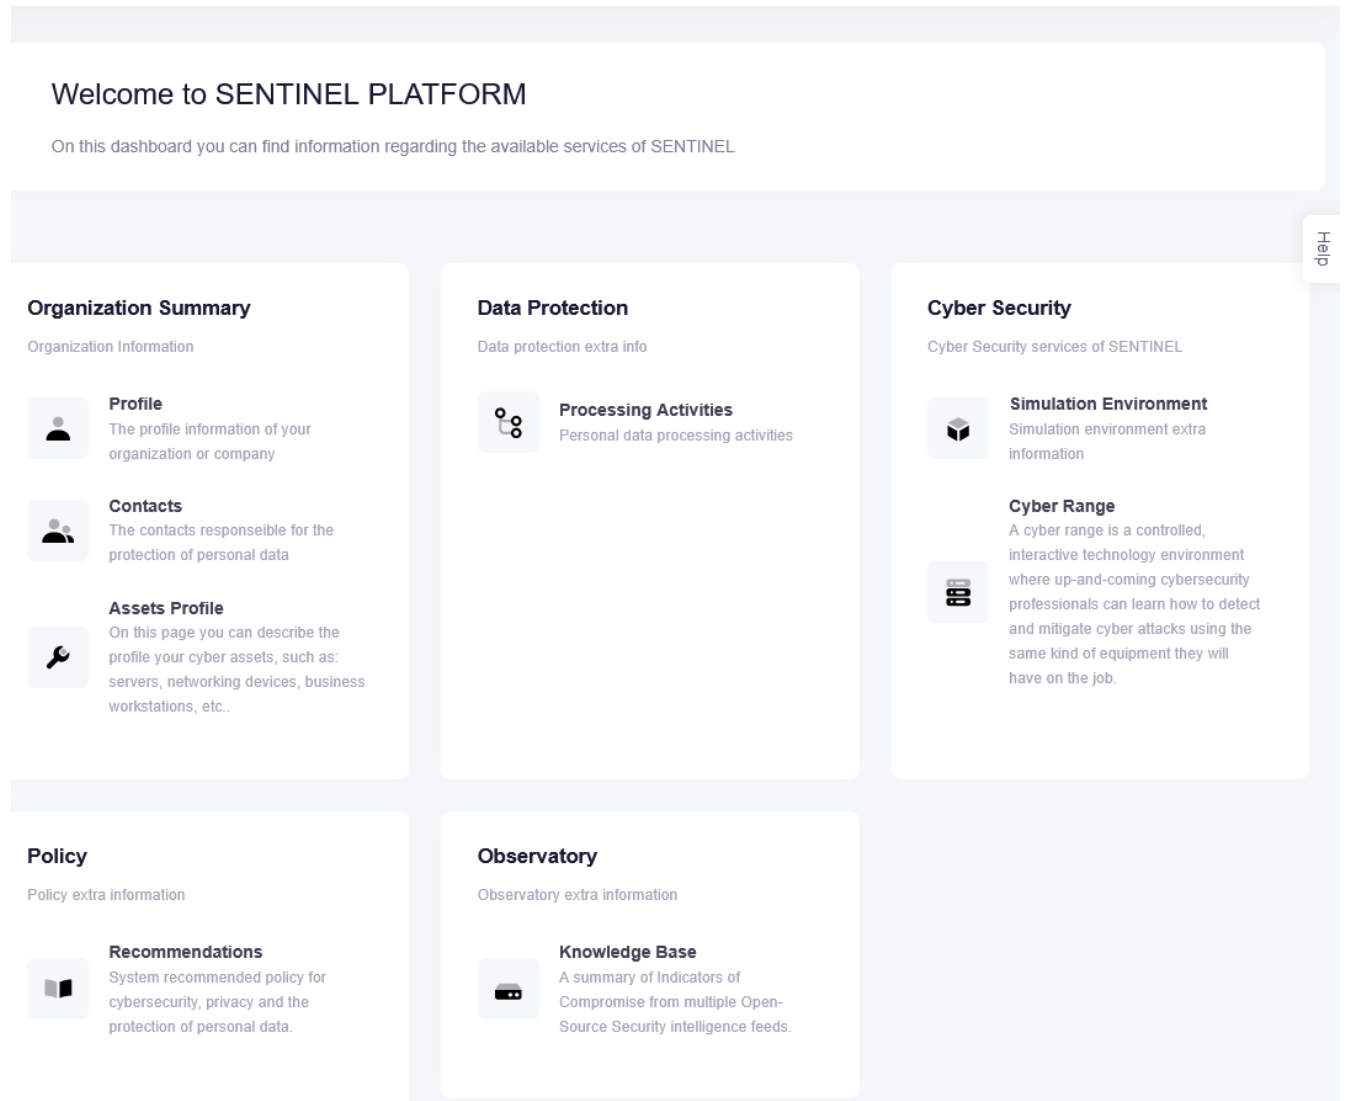 Welcome to SENTINEL PLATFORM
On this dashboard you can find information regarding the available services of SENTINEL
Help
Organization Summary
Organization Information
Profile
The profile information of your
organization or company
Contacts
The contacts responseible for the
protection of personal data
Assets Profile
On this page you can describe the
profile your cyber assets, such as:
servers, networking devices, business
workstations, etc..
Data Protection
Data protection extra info
Processing Activities
Personal data processing activities
Cyber Security
Cyber Security services of SENTINEL
Simulation Environment
Simulation environment extra
information
Cyber Range
A cyber range is a controlled,
interactive technology environment
where up-and-coming cybersecurity
professionals can learn how to detect
and mitigate cyber attacks using the
same kind of equipment they will
have on the job.
Policy
Policy extra information
Recommendations
System recommended policy for
cybersecurity, privacy and the
protection of personal data.
Observatory
Observatory extra information
Knowledge Base
A summary of Indicators of
Compromise from multiple Open-
Source Security intelligence feeds.